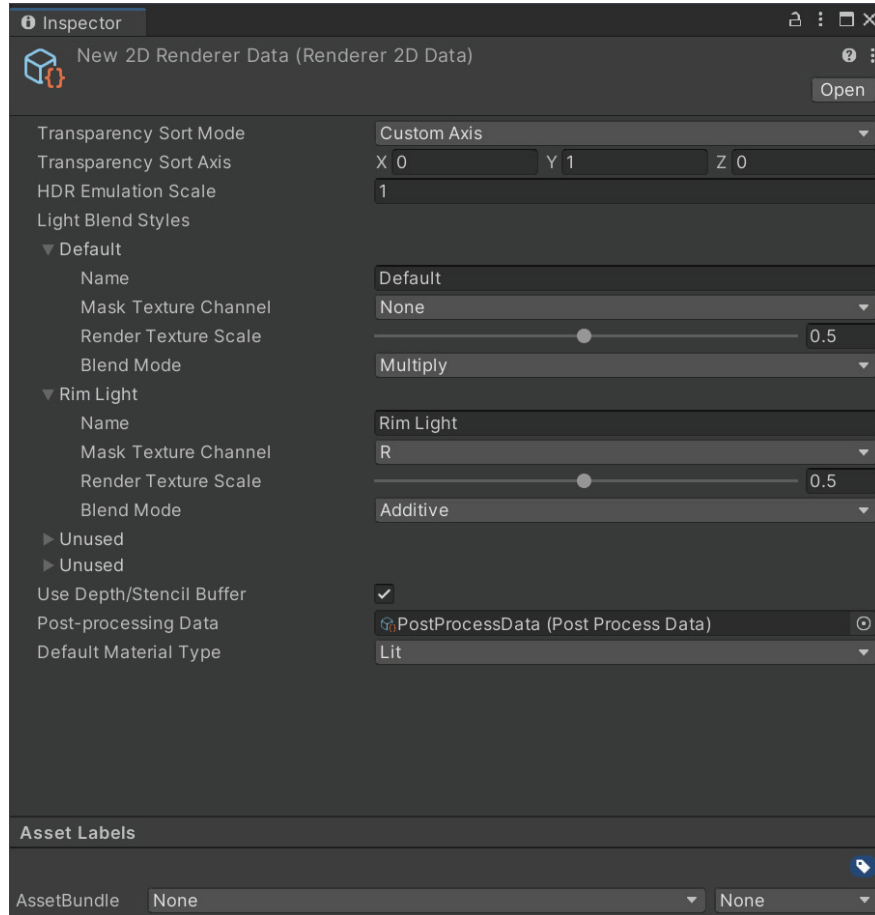 Inspector
New 2D Renderer Data (Renderer 2D Data)
Open
Transparency Sort Mode Custom Axis
Transparency Sort Axis X 0 Y 1 Z 0
HDR Emulation Scale 1
Light Blend Styles
Default
Name Default
Mask Texture Channel None
Render Texture Scale 0.5
Blend Mode Multiply
Rim Light
Name Rim Light
Mask Texture Channel R
Render Texture Scale 0.5
Blend Mode Additive
Unused
Unused
Use Depth/Stencil Buffer
Post-processing Data PostProcessData (Post Process Data)
Default Material Type Lit
Asset Labels
AssetBundle None None